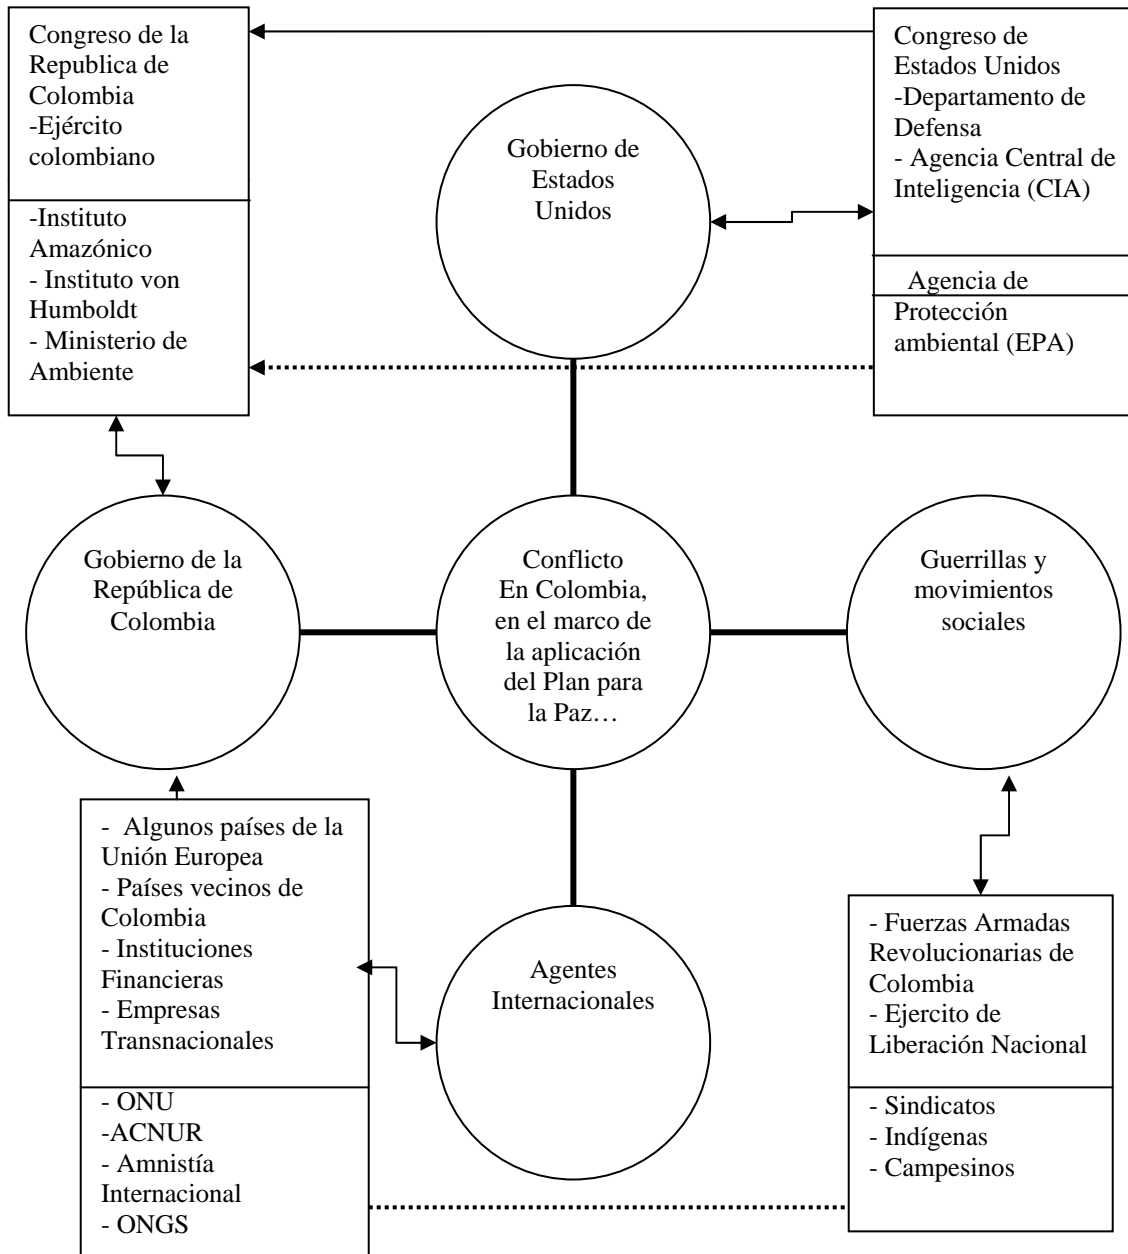 Congreso de la
Republica de
Colombia
-Ejército
colombiano
-Instituto
Amazónico
- Instituto von
Humboldt
- Ministerio de
Ambiente
Gobierno de
Estados
Unidos
Congreso de
Estados Unidos
-Departamento de
Defensa
- Agencia Central de
Inteligencia (CIA)
Agencia de
Protección
ambiental (EPA)
Gobierno de la
República de
Colombia
Conflicto
En Colombia,
en el marco de
la aplicación
del Plan para
la Paz…
Guerrillas y
movimientos
sociales
- Algunos países de la
Unión Europea
- Países vecinos de
Colombia
- Instituciones
Financieras
- Empresas
Transnacionales
- ONU
-ACNUR
- Amnistía
Internacional
- ONGS
Agentes
Internacionales
- Fuerzas Armadas
Revolucionarias de
Colombia
- Ejercito de
Liberación Nacional
- Sindicatos
- Indígenas
- Campesinos